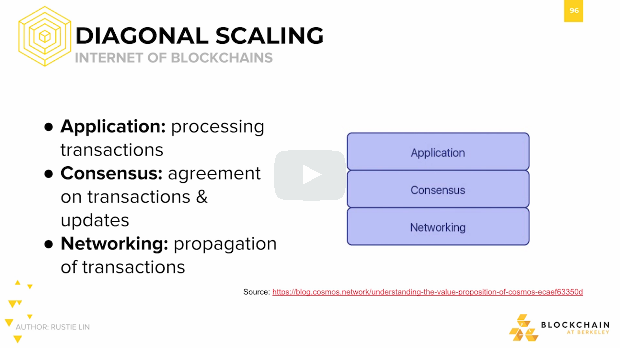 96
DIAGONAL SCALING
INTERNET OF BLOCKCHAINS
● Application: processing
transactions
● Consensus: agreement
on transactions &
updates
● Networking: propagation
of transactions
Application
Consensus
Networking
Source: https://blog.cosmos.network/understanding-the-value-proposition-of-cosmos-ecaef63350d
AUTHOR: RUSTIE LIN
BLOCKCHAIN
AT BERKELEY